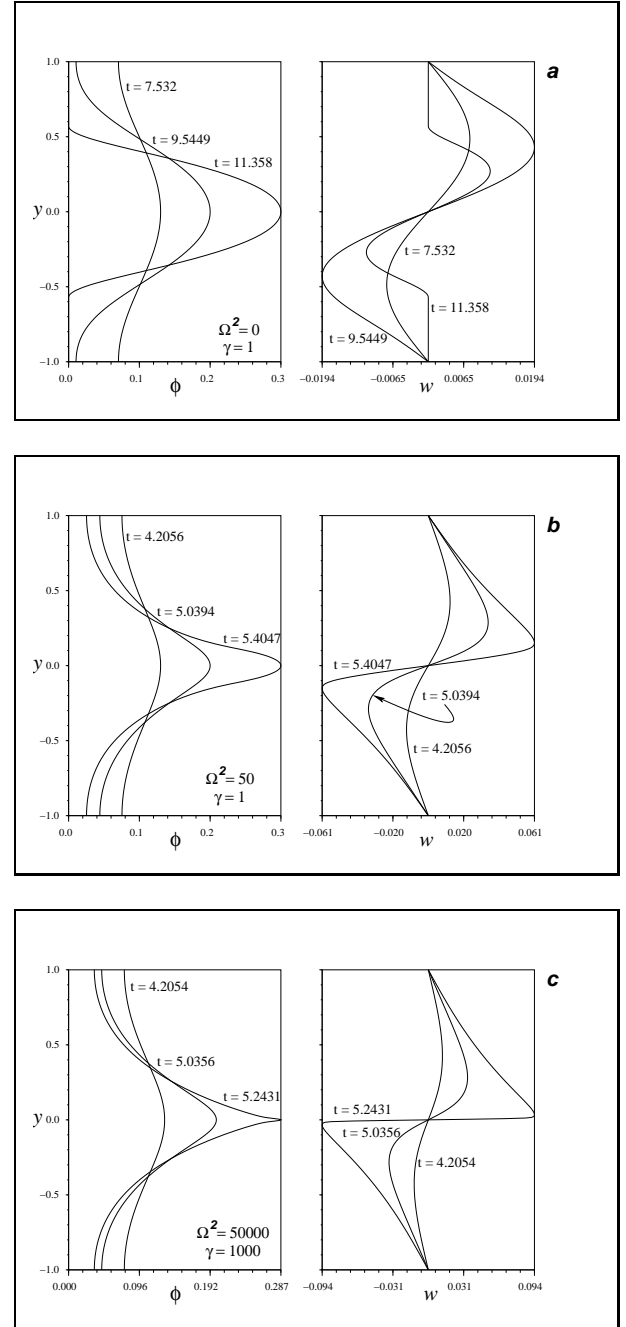 a
1.0
0.5
y 0.0
−0.5
−1.0
t = 7.532
t = 9.5449
t = 11.358
Ω²= 0
γ = 1
0.0 0.1 0.2 0.3
ϕ
t = 7.532
t = 11.358
t = 9.5449
−0.0194 −0.0065 0.0065 0.0194
w
b
1.0
0.5
y 0.0
−0.5
−1.0
t = 4.2056
t = 5.0394
t = 5.4047
Ω²= 50
γ = 1
0.0 0.1 0.2 0.3
ϕ
t = 5.4047
t = 5.0394
t = 4.2056
−0.061 −0.020 0.020 0.061
w
c
1.0
0.5
y 0.0
−0.5
−1.0
t = 4.2054
t = 5.0356
t = 5.2431
Ω²= 50000
γ = 1000
0.000 0.096 0.192 0.287
ϕ
t = 5.2431
t = 5.0356
t = 4.2054
−0.094 −0.031 0.031 0.094
w